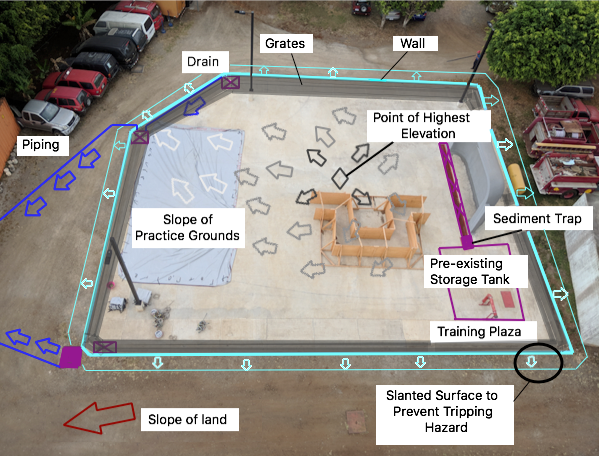 Grates
Wall
Drain
Point of Highest
Elevation
Piping
Slope of
Practice Grounds
Sediment Trap
Pre-existing
Storage Tank
Training Plaza
Slanted Surface to
Prevent Tripping
Hazard
Slope of land